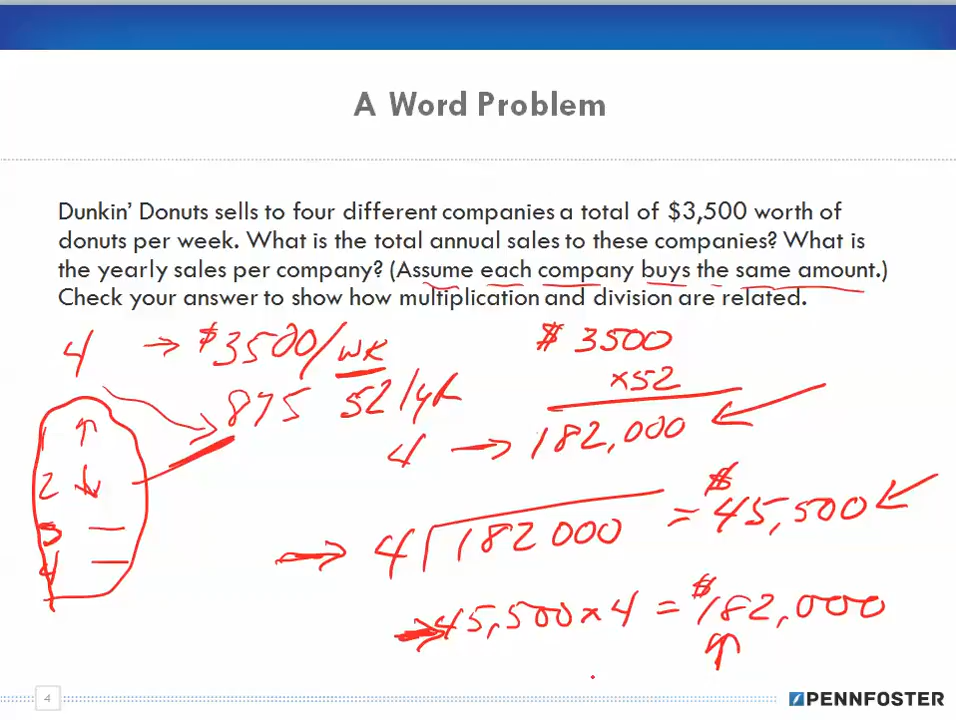 A Word Problem
Dunkin' Donuts sells to four different companies a total of $3,500 worth of
donuts per week. What is the total annual sales to these companies? What is
the yearly sales per company? (Assume each company buys the same amount.)
Check your answer to show how multiplication and division are related.
4 → $3500/wk
$3500
x52
875 52/yr
4 → 182,000
1 ↑
2 ↓
3 —
4 —
→ 4 182000 = $45,500
→ 45,500 x 4 = $182,000
↑
4
PENNFOSTER